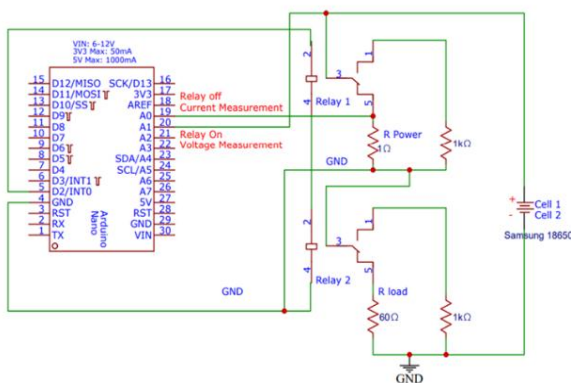 VIN: 6-12V
3V3 Max: 50mA
5V Max: 1000mA
15 D12/MISO SCK/D13 16
14 D11/MOSI 3V3 17
13 D10/SS AREF 18
12 D9 A0 19
11 D8 A1 20
10 D7 A2 21
9 D6 A3 22
8 D5 SDA/A4 23
7 D4 SCL/A5 24
6 D3/INT1 A6 25
5 D2/INT0 A7 26
4 GND 5V 27
3 RST RST 28
2 RX GND 29
1 TX VIN 30
Arduino
Nano
Relay off
Current Measurement
Relay On
Voltage Measurement
2
4
Relay 1
1
3
5
R Power
1Ω
1kΩ
GND
2
4
Relay 2
1
3
5
R load
60Ω
1kΩ
GND
+
-
Cell 1
Cell 2
Samsung 18650
GND